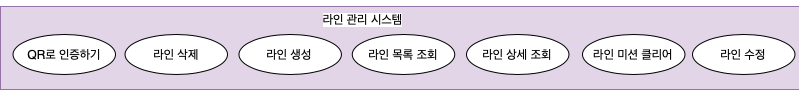 라인 관리 시스템
QR로 인증하기
라인 삭제
라인 생성
라인 목록 조회
라인 상세 조회
라인 미션 클리어
라인 수정